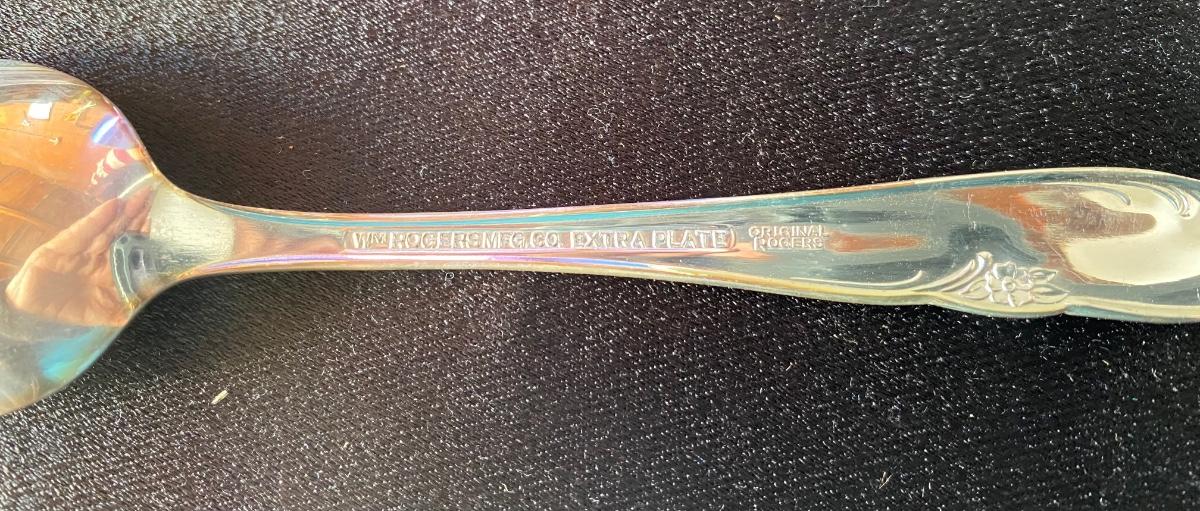 WM ROGERS MFG. CO. EXTRA PLATE
ORIGINAL
ROGERS